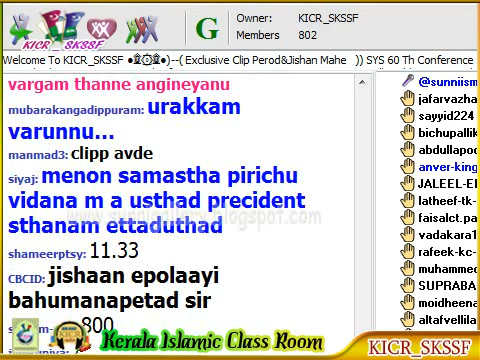 KICR_ SKSSF
G
Owner: KICR_SKSSF
Members 802
Welcome To KICR_SKSSF ●۩۞۩●)--( Exclusive Clip Perod&Jishan Mahe )) SYS 60 Th Conference
vargam thanne angineyanu
mubarakangadippuram: urakkam
varunnu...
manmad3: clipp avde
siyaj: menon samastha pirichu
vidana m a usthad precident
sthanam ettaduthad
shameerptsy: 11.33
CBCID: jishaan epolaayi
bahumanapetad sir
800
@sunniism
jafarvazha
sayyid224
bichupallik
abdullapoo
anver-king
JALEEL-EI
latheef-tk-
faisalct.pa
vadakara1
rafeek-kc-
muhammed
SUPRABA
moidheena
altafvellila
Kerala Islamic Class Room
KICR_SKSSF